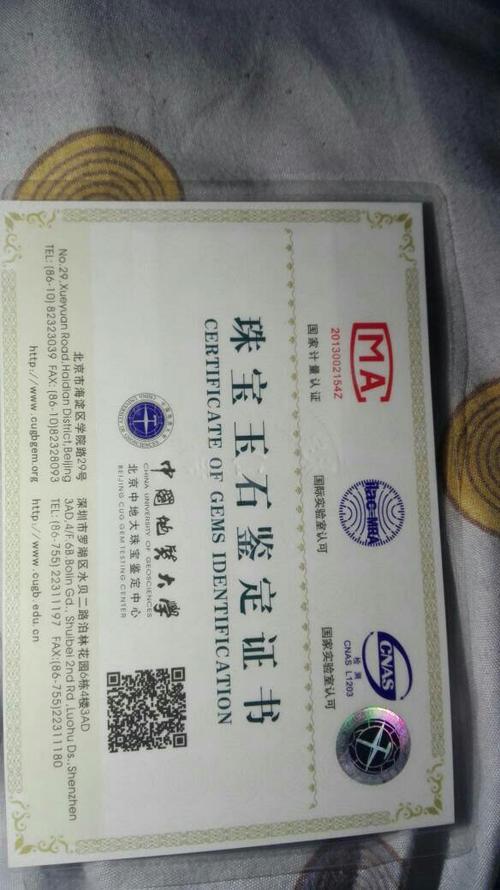 MA
2013002154Z
国家计量认证
ilac-MRA
国际实验室认可
CNAS
检测
CNAS L1203
国家实验室认可
珠宝玉石鉴定证书
CERTIFICATE OF GEMS IDENTIFICATION
中國地質大學
CHINA UNIVERSITY OF GEOSCIENCES
北京中地大珠宝鉴定中心
BEIJING CUG GEM TESTING CENTER
北京市海淀区学院路29号
No.29,Xueyuan Road,Haidian District,Beijing
TEL: (86-10) 82323039 FAX: (86-10)82328093
http://www.cugbgem.org
深圳市罗湖区水贝二路泊林花园6栋4楼3AD
3AD,4/F,6B,Bolin Gd., Shuibei 2nd Rd.,Luohu Ds.,Shenzhen
TEL:(86-755) 22311197 FAX:(86-755)22311180
http://www.cugb.edu.cn